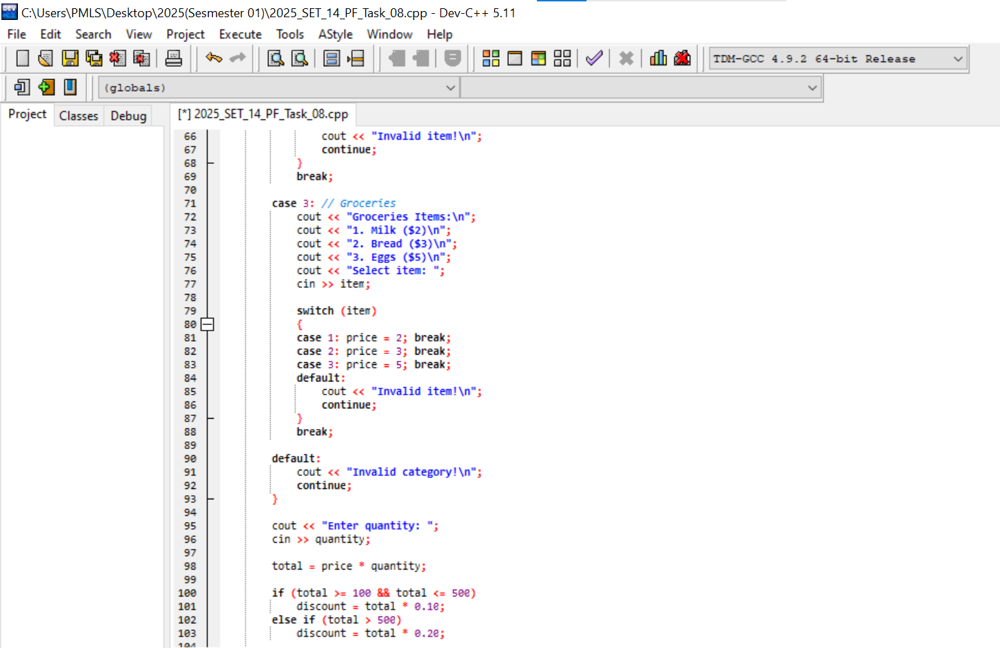 C:\Users\PMLS\Desktop\2025(Sesmester 01)\2025_SET_14_PF_Task_08.cpp - Dev-C++ 5.11
File Edit Search View Project Execute Tools AStyle Window Help
TDM-GCC 4.9.2 64-bit Release
(globals)
Project Classes Debug [*] 2025_SET_14_PF_Task_08.cpp
66 cout << "Invalid item!\n";
67 continue;
68 }
69 break;
70
71 case 3: // Groceries
72 cout << "Groceries Items:\n";
73 cout << "1. Milk ($2)\n";
74 cout << "2. Bread ($3)\n";
75 cout << "3. Eggs ($5)\n";
76 cout << "Select item: ";
77 cin >> item;
78
79 switch (item)
80 {
81 case 1: price = 2; break;
82 case 2: price = 3; break;
83 case 3: price = 5; break;
84 default:
85 cout << "Invalid item!\n";
86 continue;
87 }
88 break;
89
90 default:
91 cout << "Invalid category!\n";
92 continue;
93 }
94
95 cout << "Enter quantity: ";
96 cin >> quantity;
97
98 total = price * quantity;
99
100 if (total >= 100 && total <= 500)
101 discount = total * 0.10;
102 else if (total > 500)
103 discount = total * 0.20;
104